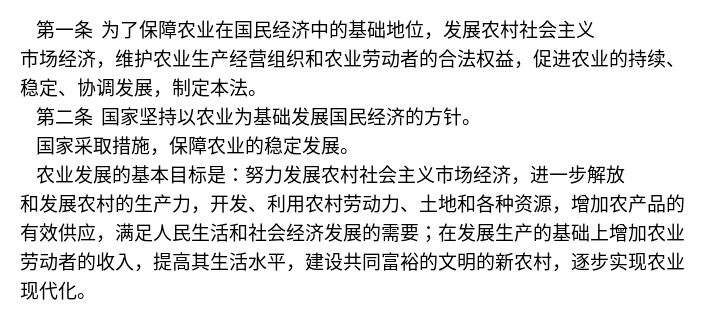 第一条 为了保障农业在国民经济中的基础地位，发展农村社会主义
市场经济，维护农业生产经营组织和农业劳动者的合法权益，促进农业的持续、
稳定、协调发展，制定本法。
第二条 国家坚持以农业为基础发展国民经济的方针。
国家采取措施，保障农业的稳定发展。
农业发展的基本目标是：努力发展农村社会主义市场经济，进一步解放
和发展农村的生产力，开发、利用农村劳动力、土地和各种资源，增加农产品的
有效供应，满足人民生活和社会经济发展的需要；在发展生产的基础上增加农业
劳动者的收入，提高其生活水平，建设共同富裕的文明的新农村，逐步实现农业
现代化。